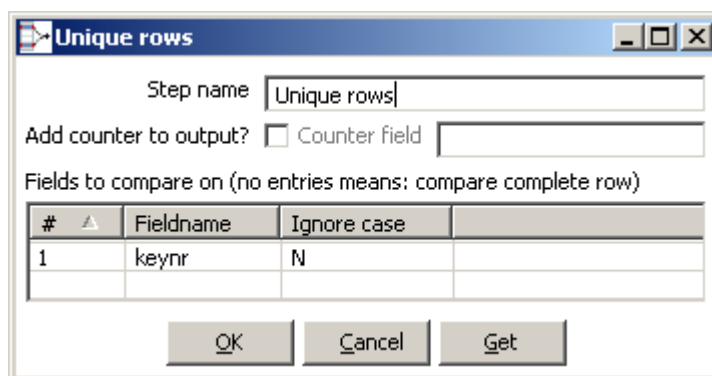 Unique rows
Step name Unique rows
Add counter to output? Counter field
Fields to compare on (no entries means: compare complete row)
# Fieldname Ignore case
1 keynr N
OK Cancel Get